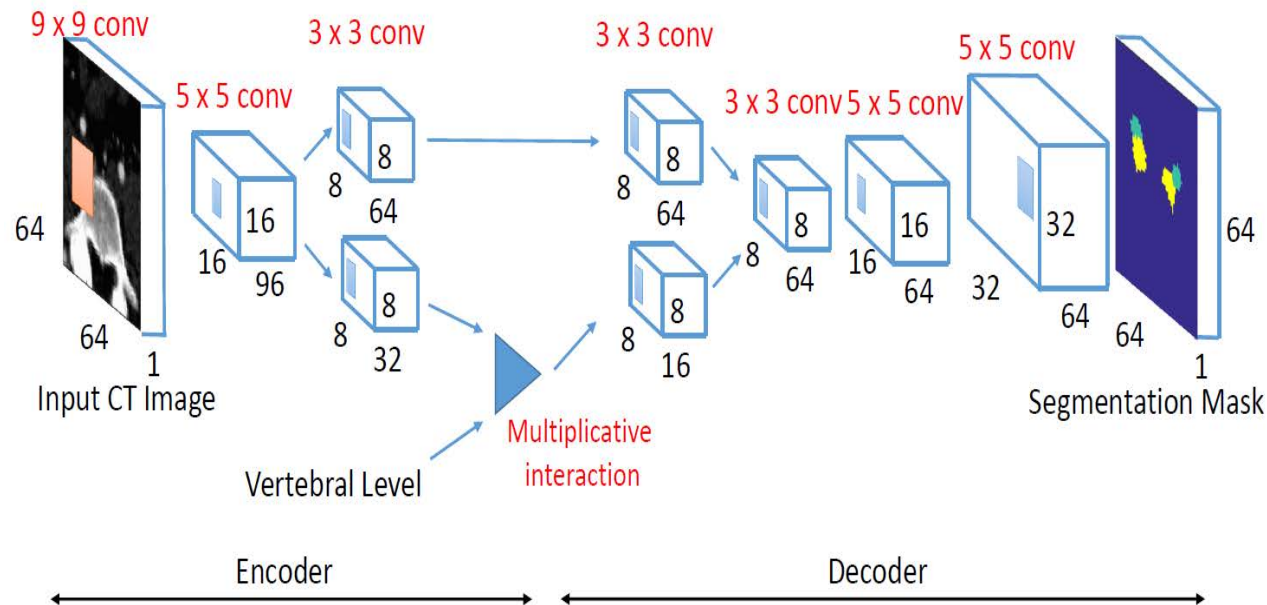 9 x 9 conv
3 x 3 conv
3 x 3 conv
5 x 5 conv
5 x 5 conv
3 x 3 conv
5 x 5 conv
64
64
1
Input CT Image
16
16
96
8
8
64
8
8
32
Vertebral Level
Multiplicative
interaction
8
8
64
8
8
16
8
8
64
16
16
64
32
32
64
64
64
1
Segmentation Mask
Encoder
Decoder